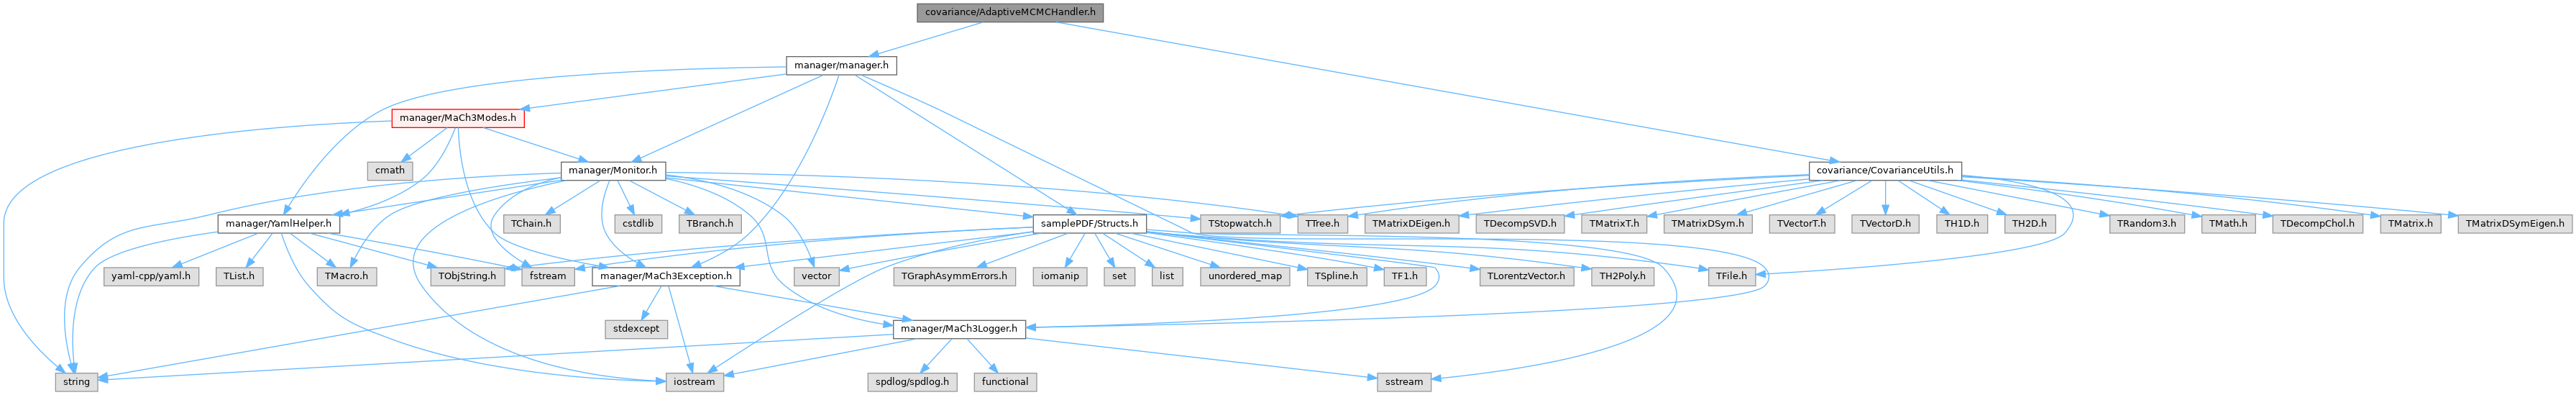 covariance/AdaptiveMCMCHandler.h
manager/manager.h
manager/MaCh3Modes.h
cmath
manager/Monitor.h
covariance/CovarianceUtils.h
manager/YamlHelper.h
TChain.h
cstdlib
TBranch.h
samplePDF/Structs.h
TStopwatch.h
TTree.h
TMatrixDEigen.h
TDecompSVD.h
TMatrixT.h
TMatrixDSym.h
TVectorT.h
TVectorD.h
TH1D.h
TH2D.h
TRandom3.h
TMath.h
TDecompChol.h
TMatrix.h
TMatrixDSymEigen.h
yaml-cpp/yaml.h
TList.h
TMacro.h
TObjString.h
fstream
manager/MaCh3Exception.h
vector
TGraphAsymmErrors.h
iomanip
set
list
unordered_map
TSpline.h
TF1.h
TLorentzVector.h
TH2Poly.h
TFile.h
stdexcept
manager/MaCh3Logger.h
string
iostream
spdlog/spdlog.h
functional
sstream